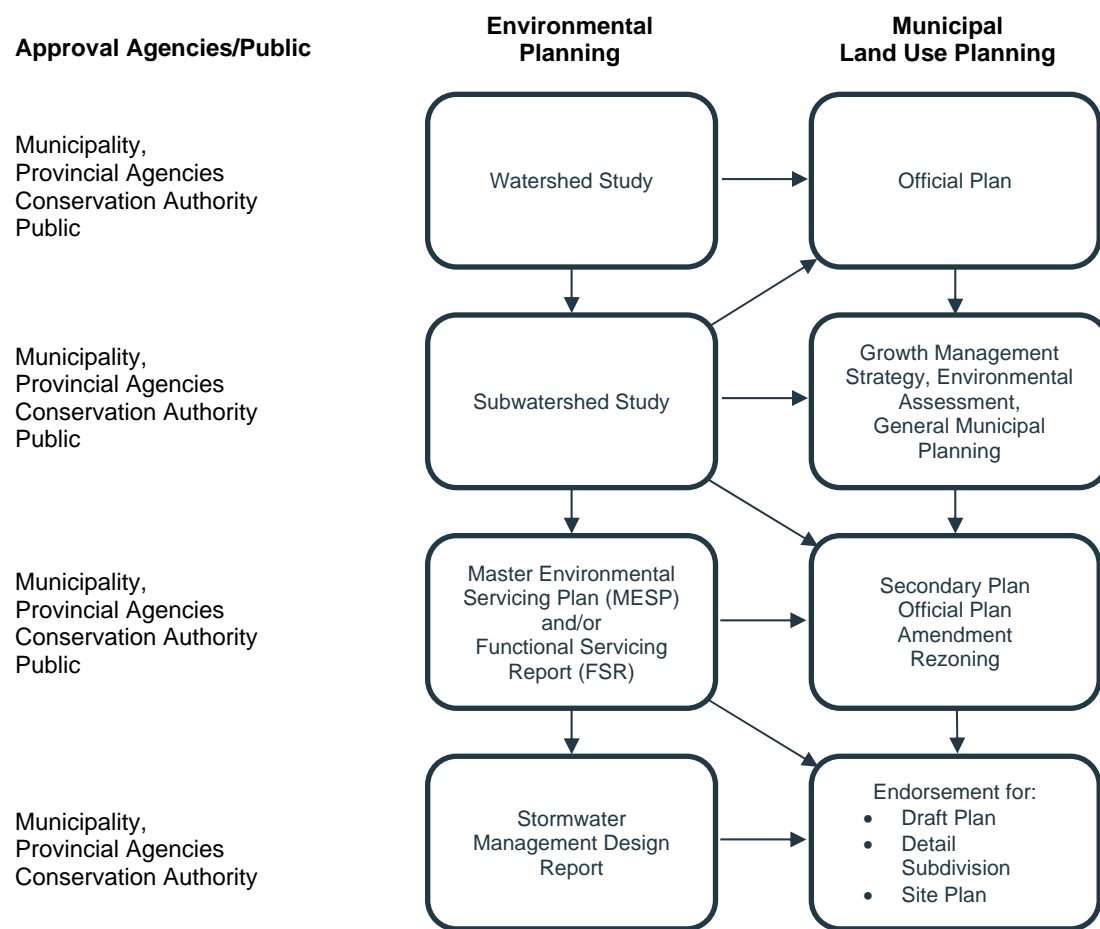 Approval Agencies/Public
Environmental
Planning
Municipal
Land Use Planning
Municipality,
Provincial Agencies
Conservation Authority
Public
Watershed Study
Official Plan
Municipality,
Provincial Agencies
Conservation Authority
Public
Subwatershed Study
Growth Management
Strategy, Environmental
Assessment,
General Municipal
Planning
Municipality,
Provincial Agencies
Conservation Authority
Public
Master Environmental
Servicing Plan (MESP)
and/or
Functional Servicing
Report (FSR)
Secondary Plan
Official Plan
Amendment
Rezoning
Municipality,
Provincial Agencies
Conservation Authority
Stormwater
Management Design
Report
Endorsement for:
• Draft Plan
• Detail
Subdivision
• Site Plan